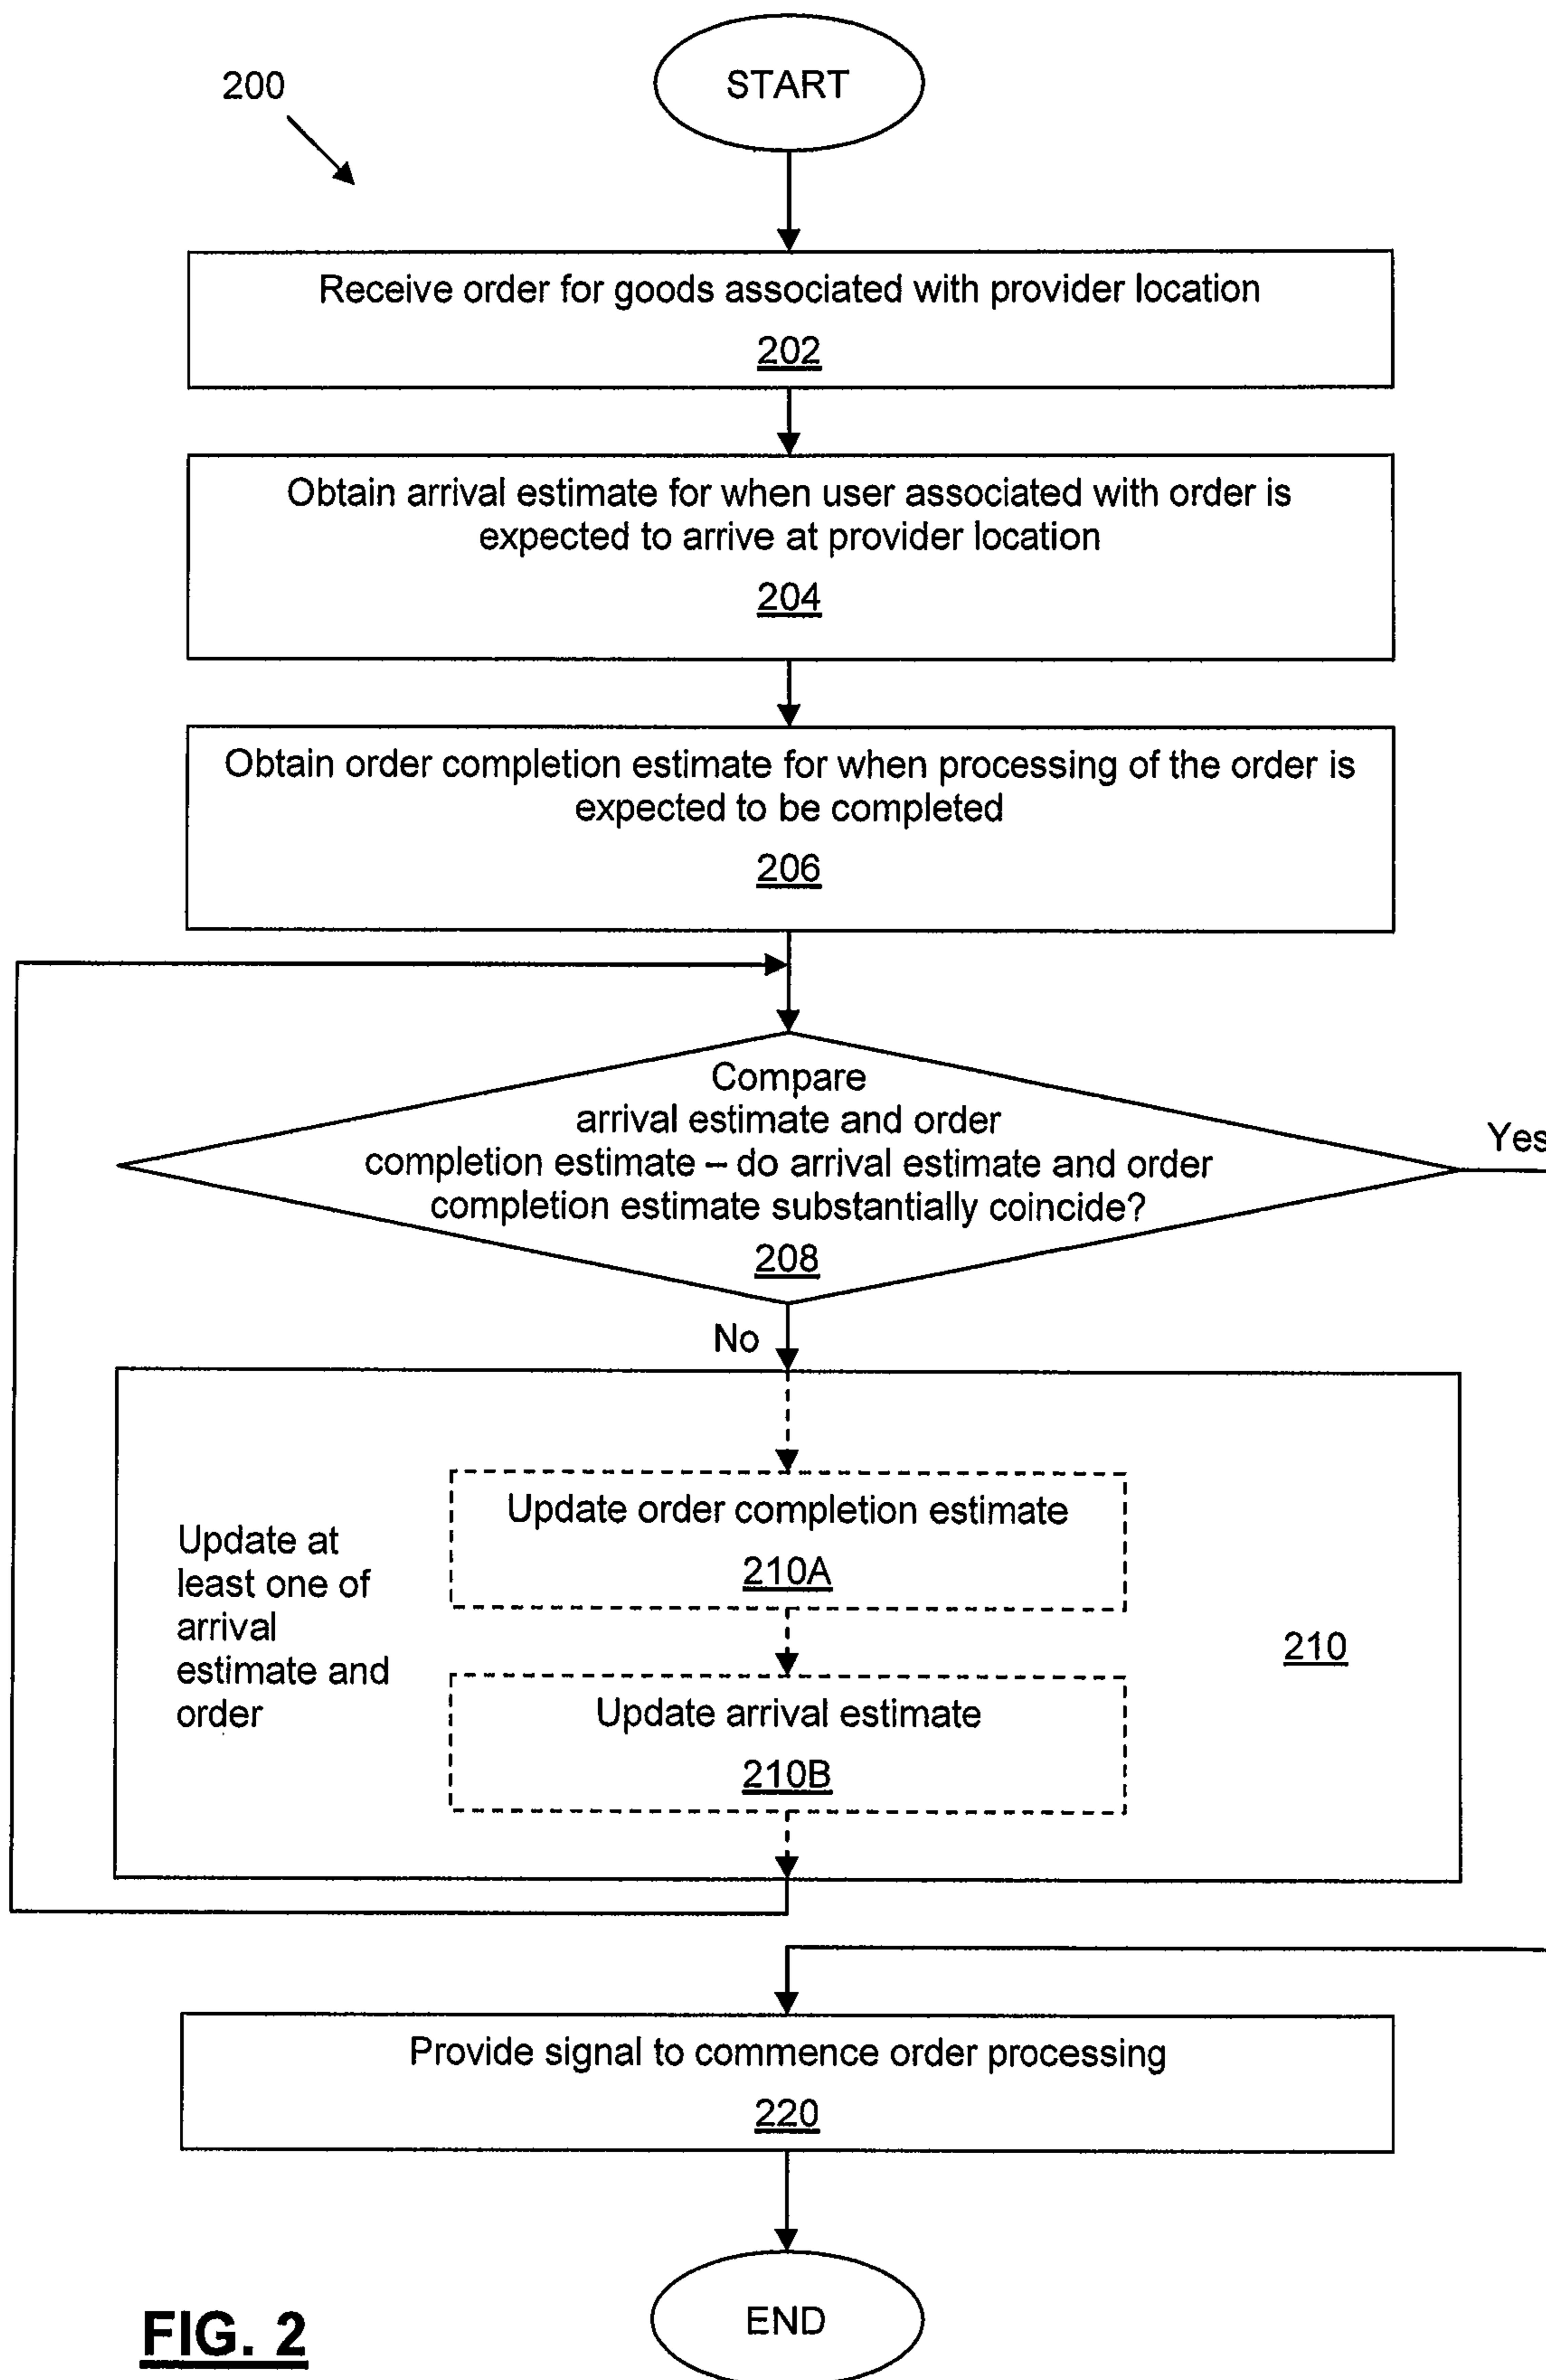 200
START
Receive order for goods associated with provider location
202
Obtain arrival estimate for when user associated with order is
expected to arrive at provider location
204
Obtain order completion estimate for when processing of the order is
expected to be completed
206
Compare
arrival estimate and order
completion estimate – do arrival estimate and order
completion estimate substantially coincide?
208
Yes
No
Update order completion estimate
210A
Update at
least one of
arrival
estimate and
order
210
Update arrival estimate
210B
Provide signal to commence order processing
220
END
FIG. 2